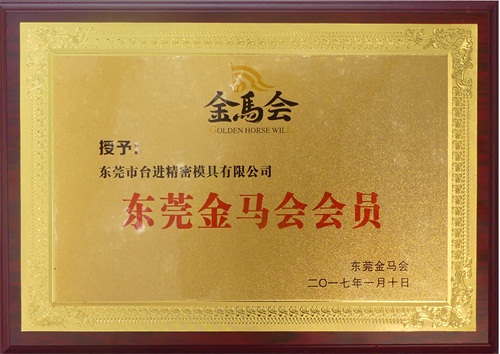 金馬会
GOLDEN HORSE WILL
授予：
东莞市台进精密模具有限公司
东莞金马会会员
东莞金马会
二〇一七年一月十日